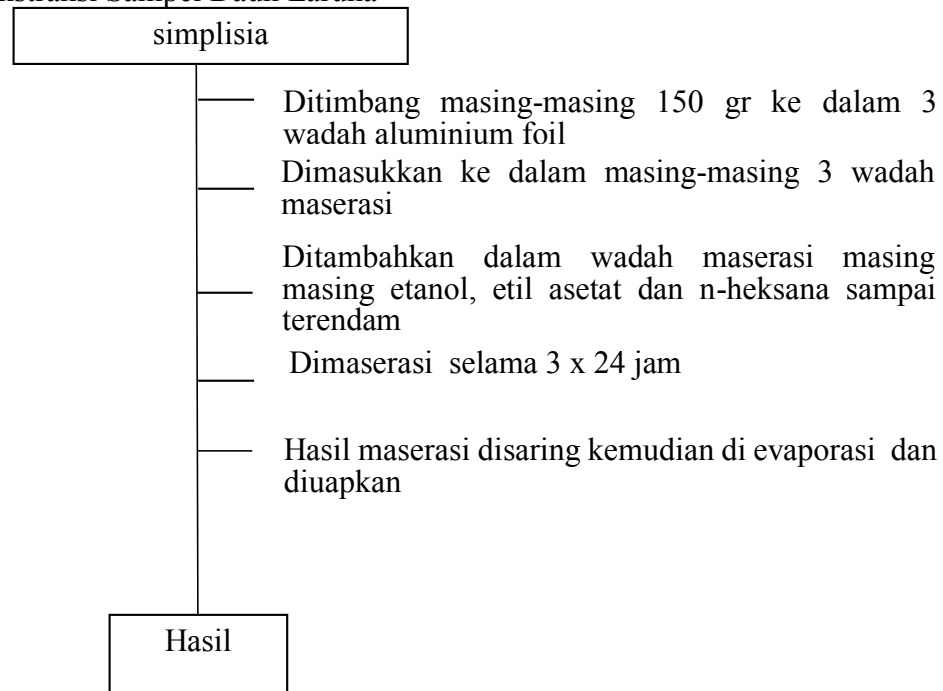 simplisia
Ditimbang masing-masing 150 gr ke dalam 3
wadah aluminium foil
Dimasukkan ke dalam masing-masing 3 wadah
maserasi
Ditambahkan dalam wadah maserasi masing
masing etanol, etil asetat dan n-heksana sampai
terendam
Dimaserasi selama 3 x 24 jam
Hasil maserasi disaring kemudian di evaporasi dan
diuapkan
Hasil